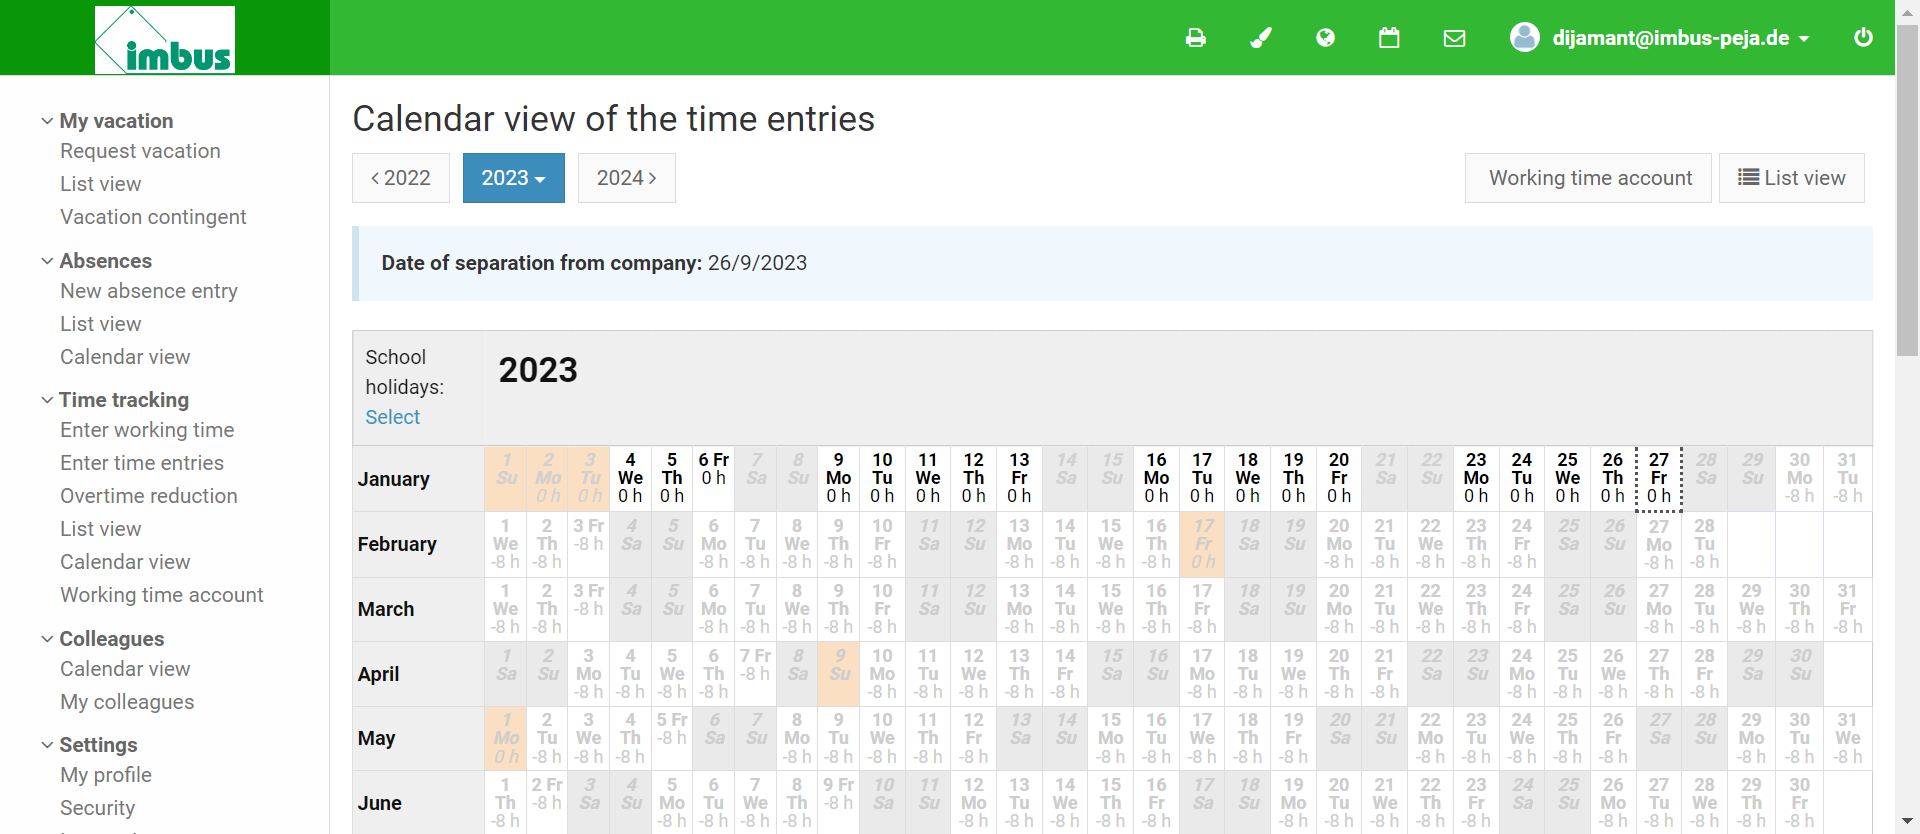 imbus
dijamant@imbus-peja.de
My vacation
Request vacation
List view
Vacation contingent
Absences
New absence entry
List view
Calendar view
Time tracking
Enter working time
Enter time entries
Overtime reduction
List view
Calendar view
Working time account
Colleagues
Calendar view
My colleagues
Settings
My profile
Security
Calendar view of the time entries
2022
2023
2024
Working time account
List view
Date of separation from company: 26/9/2023
School
holidays:
Select
2023
January
1 2 3 4 5 6 Fr 7 8 9 10 11 12 13 14 15 16 17 18 19 20 21 22 23 24 25 26 27 28 29 30 31
Su Mo Tu We Th 0 h Sa Su Mo Tu We Th Fr Sa Su Mo Tu We Th Fr Sa Su Mo Tu We Th Fr Sa Su Mo Tu
0 h 0 h 0 h 0 h 0 h 0 h 0 h 0 h 0 h 0 h 0 h 0 h 0 h 0 h 0 h 0 h 0 h 0 h 0 h -8 h -8 h
February
1 2 3 Fr 4 5 6 7 8 9 10 11 12 13 14 15 16 17 18 19 20 21 22 23 24 25 26 27 28
We Th -8 h Sa Su Mo Tu We Th Fr Sa Su Mo Tu We Th Fr Sa Su Mo Tu We Th Fr Sa Su Mo Tu
-8 h -8 h -8 h -8 h -8 h -8 h -8 h -8 h -8 h -8 h -8 h 0 h -8 h -8 h -8 h -8 h -8 h -8 h -8 h
March
1 2 3 Fr 4 5 6 7 8 9 10 11 12 13 14 15 16 17 18 19 20 21 22 23 24 25 26 27 28 29 30 31
We Th -8 h Sa Su Mo Tu We Th Fr Sa Su Mo Tu We Th Fr Sa Su Mo Tu We Th Fr Sa Su Mo Tu We Th Fr
-8 h -8 h -8 h -8 h -8 h -8 h -8 h -8 h -8 h -8 h -8 h -8 h -8 h -8 h -8 h -8 h -8 h -8 h -8 h -8 h -8 h -8 h
April
1 2 3 4 5 6 7 Fr 8 9 10 11 12 13 14 15 16 17 18 19 20 21 22 23 24 25 26 27 28 29 30
Sa Su Mo Tu We Th -8 h Sa Su Mo Tu We Th Fr Sa Su Mo Tu We Th Fr Sa Su Mo Tu We Th Fr Sa Su
-8 h -8 h -8 h -8 h -8 h -8 h -8 h -8 h -8 h -8 h -8 h -8 h -8 h -8 h -8 h -8 h -8 h -8 h -8 h
May
1 2 3 4 5 Fr 6 7 8 9 10 11 12 13 14 15 16 17 18 19 20 21 22 23 24 25 26 27 28 29 30 31
Mo Tu We Th -8 h Sa Su Mo Tu We Th Fr Sa Su Mo Tu We Th Fr Sa Su Mo Tu We Th Fr Sa Su Mo Tu We
0 h -8 h -8 h -8 h -8 h -8 h -8 h -8 h -8 h -8 h -8 h -8 h -8 h -8 h -8 h -8 h -8 h -8 h -8 h -8 h -8 h -8 h
June
1 2 Fr 3 4 5 6 7 8 9 Fr 10 11 12 13 14 15 16 17 18 19 20 21 22 23 24 25 26 27 28 29 30
Th -8 h Sa Su Mo Tu We Th -8 h Sa Su Mo Tu We Th Fr Sa Su Mo Tu We Th Fr Sa Su Mo Tu We Th Fr
-8 h -8 h -8 h -8 h -8 h -8 h -8 h -8 h -8 h -8 h -8 h -8 h -8 h -8 h -8 h -8 h -8 h -8 h -8 h -8 h